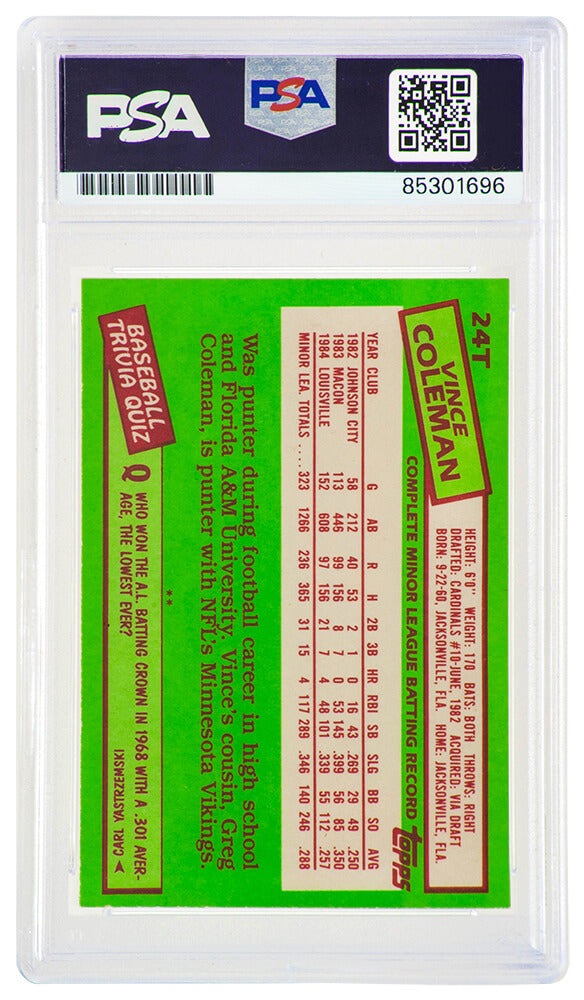 PSA
PSA
85301696
24T
VINCE
COLEMAN
HEIGHT: 6'0" WEIGHT: 170 BATS: BOTH THROWS: RIGHT
DRAFTED: CARDINALS #10-JUNE, 1982 ACQUIRED: VIA DRAFT
BORN: 9-22-60, JACKSONVILLE, FLA. HOME: JACKSONVILLE, FLA.
COMPLETE MINOR LEAGUE BATTING RECORD
topps
YEAR CLUB G AB R H 2B 3B HR RBI SB SLG BB SO AVG
1982 JOHNSON CITY 58 212 40 53 2 1 0 16 43 .269 29 49 .250
1983 MACON 113 446 99 156 8 7 0 53 145 .399 56 85 .350
1984 LOUISVILLE 152 608 97 156 21 7 4 48 101 .339 55 112 .257
MINOR LEA. TOTALS .... 323 1266 236 365 31 15 4 117 289 .346 140 246 .288
Was punter during football career in high school
and Florida A&M University. Vince's cousin, Greg
Coleman, is punter with NFL's Minnesota Vikings.
**
BASEBALL
TRIVIA QUIZ
Q WHO WON THE A.L. BATTING CROWN IN 1968 WITH A .301 AVER-
AGE, THE LOWEST EVER?
CARL YASTRZEMSKI